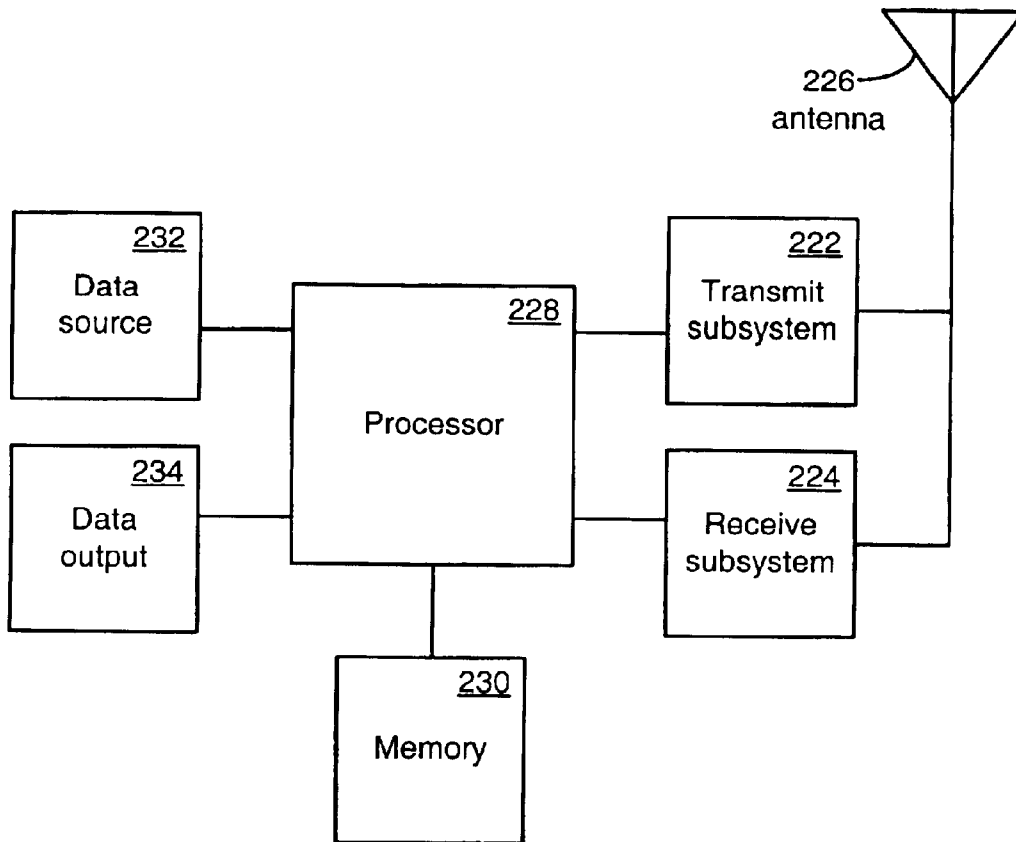 226
antenna
232
Data
source
222
Transmit
subsystem
228
Processor
234
Data
output
224
Receive
subsystem
230
Memory